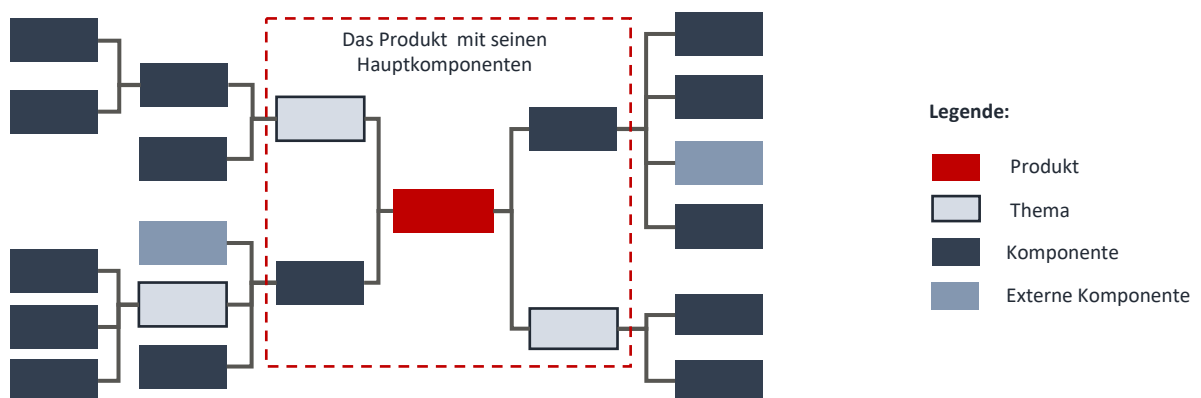 Das Produkt mit seinen
Hauptkomponenten
Legende:
Produkt
Thema
Komponente
Externe Komponente